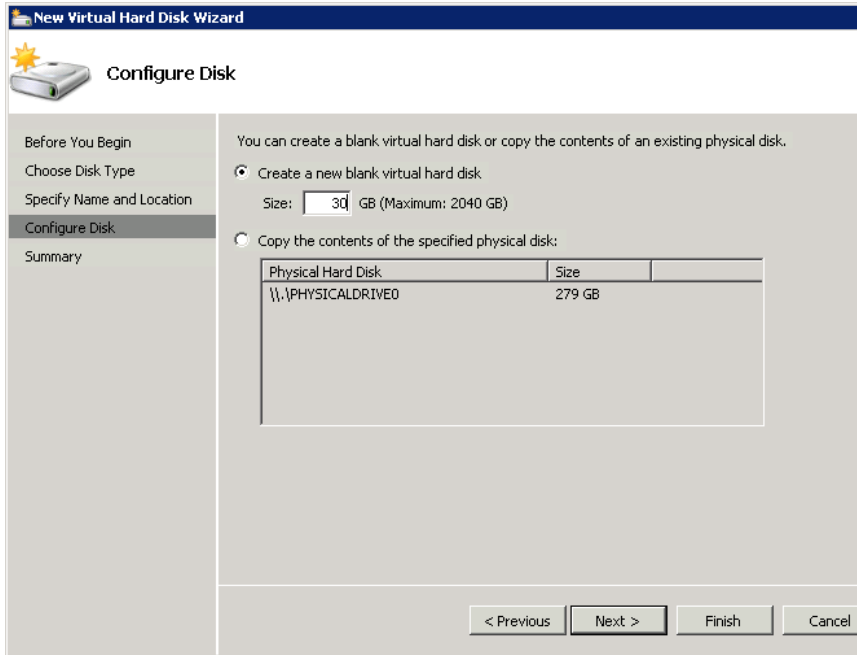 New Virtual Hard Disk Wizard
Configure Disk
Before You Begin
Choose Disk Type
Specify Name and Location
Configure Disk
Summary
You can create a blank virtual hard disk or copy the contents of an existing physical disk.
Create a new blank virtual hard disk
Size: 30 GB (Maximum: 2040 GB)
Copy the contents of the specified physical disk:
Physical Hard Disk Size
\\.\PHYSICALDRIVE0 279 GB
< Previous Next > Finish Cancel